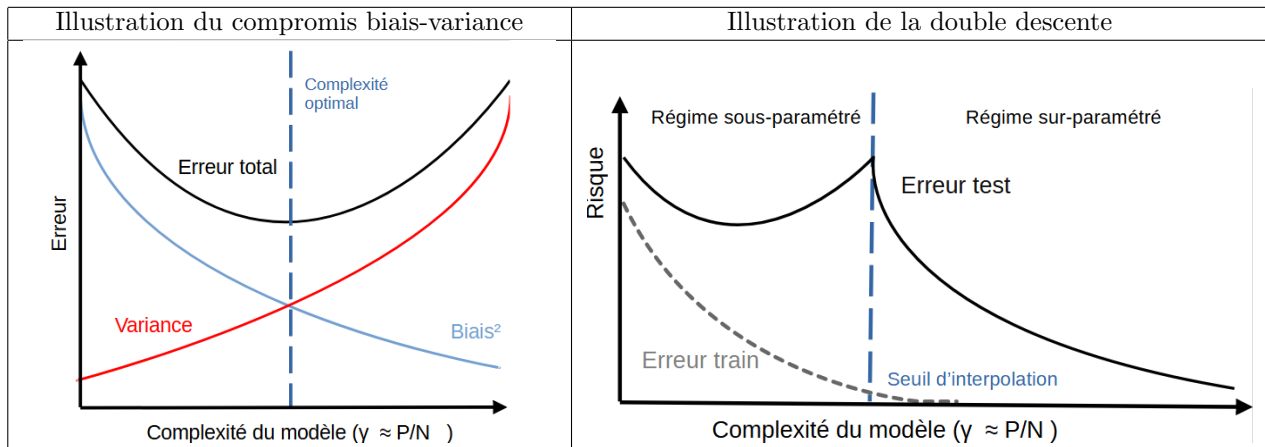 Illustration du compromis biais-variance
Complexité
optimal
Erreur total
Erreur
Variance
Biais²
Complexité du modèle (γ ≈ P/N )
Illustration de la double descente
Régime sous-paramétré
Régime sur-paramétré
Risque
Erreur test
Erreur train
Seuil d'interpolation
Complexité du modèle (γ ≈ P/N )